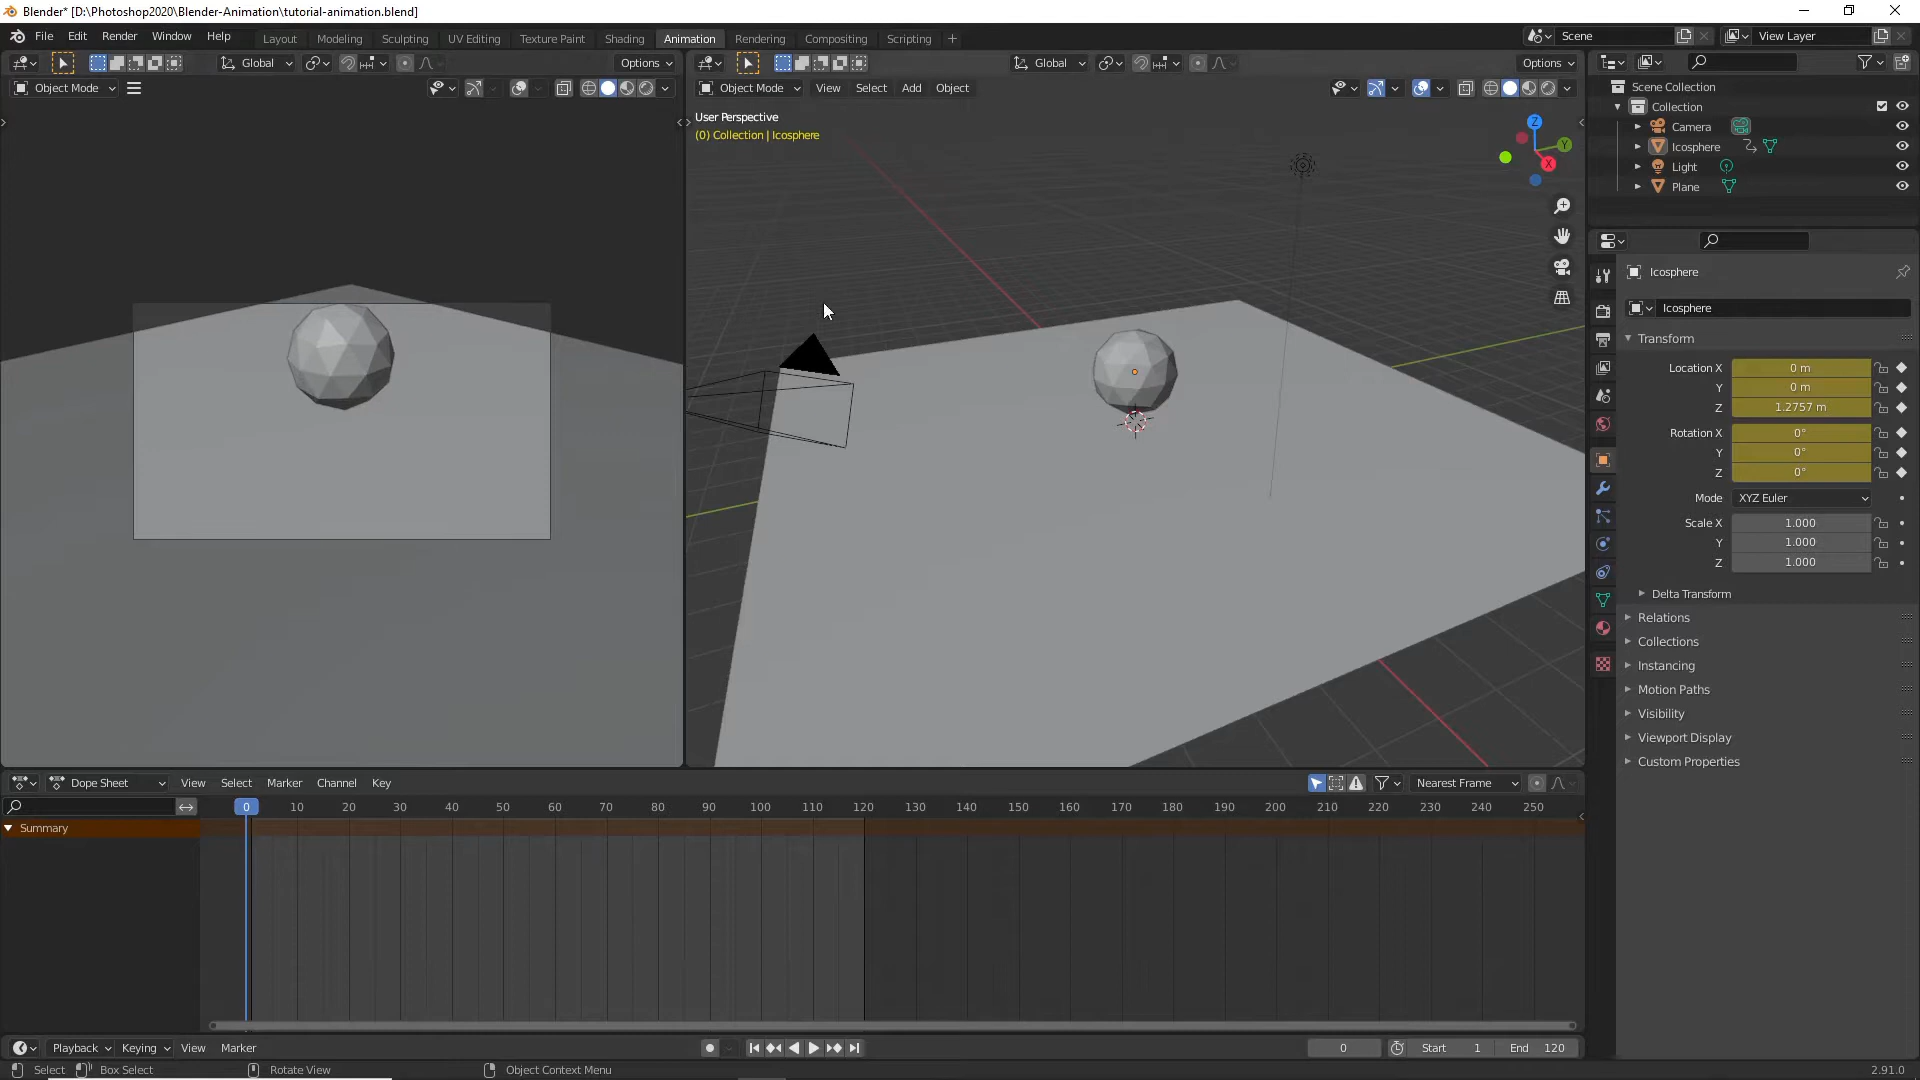 Blender* [D:\Photoshop2020\Blender-Animation\tutorial-animation.blend]
File Edit Render Window Help Layout Modeling Sculpting UV Editing Texture Paint Shading Animation Rendering Compositing Scripting + Scene View Layer
Global Options Global Options
Object Mode Object Mode View Select Add Object
User Perspective
(0) Collection | Icosphere
Z
Y
X
Scene Collection
Collection
Camera
Icosphere
Light
Plane
Icosphere
Icosphere
Transform
Location X 0 m
Y 0 m
Z 1.2757 m
Rotation X 0°
Y 0°
Z 0°
Mode XYZ Euler
Scale X 1.000
Y 1.000
Z 1.000
Delta Transform
Relations
Collections
Instancing
Motion Paths
Visibility
Viewport Display
Custom Properties
Dope Sheet View Select Marker Channel Key Nearest Frame
0 10 20 30 40 50 60 70 80 90 100 110 120 130 140 150 160 170 180 190 200 210 220 230 240 250
Summary
Playback Keying View Marker 0 Start 1 End 120
Select Box Select Rotate View Object Context Menu 2.91.0